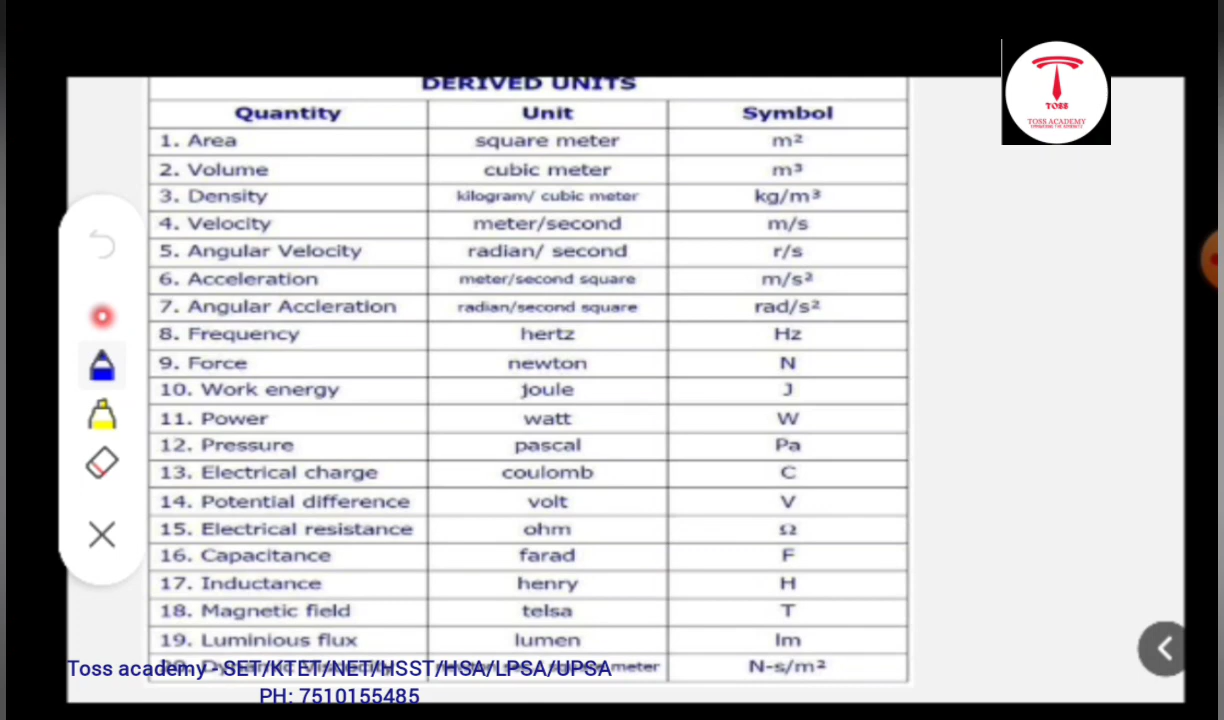 DERIVED UNITS
Quantity Unit Symbol
1. Area square meter m²
2. Volume cubic meter m³
3. Density kilogram/ cubic meter kg/m³
4. Velocity meter/second m/s
5. Angular Velocity radian/ second r/s
6. Acceleration meter/second square m/s²
7. Angular Accleration radian/second square rad/s²
8. Frequency hertz Hz
9. Force newton N
10. Work energy joule J
11. Power watt W
12. Pressure pascal Pa
13. Electrical charge coulomb C
14. Potential difference volt V
15. Electrical resistance ohm Ω
16. Capacitance farad F
17. Inductance henry H
18. Magnetic field telsa T
19. Luminious flux lumen lm
20. Dynamic Viscocity meter N-s/m²
Toss academy - SET/KTET/NET/HSST/HSA/LPSA/UPSA
PH: 7510155485
TOSS
TOSS ACADEMY